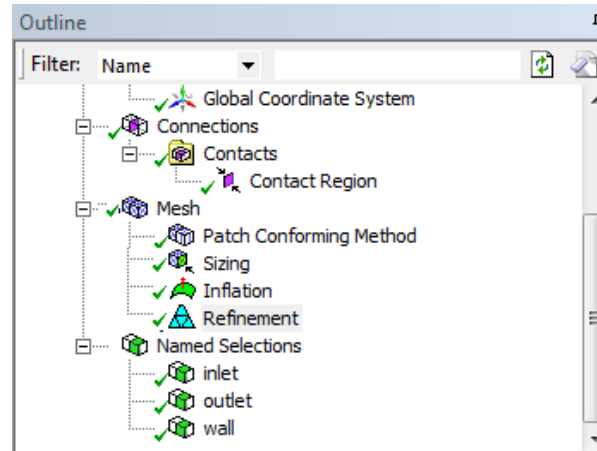 Outline
Filter: Name
Global Coordinate System
Connections
Contacts
Contact Region
Mesh
Patch Conforming Method
Sizing
Inflation
Refinement
Named Selections
inlet
outlet
wall